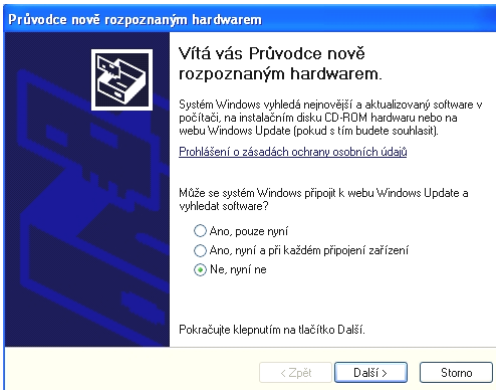 Průvodce nově rozpoznaným hardwarem
Vítá vás Průvodce nově
rozpoznaným hardwarem.
Systém Windows vyhledá nejnovější a aktualizovaný software v
počítači, na instalačním disku CD-ROM hardwaru nebo na
webu Windows Update (pokud s tím budete souhlasit).
Prohlášení o zásadách ochrany osobních údajů
Může se systém Windows připojit k webu Windows Update a
vyhledat software?
Ano, pouze nyní
Ano, nyní a při každém připojení zařízení
Ne, nyní ne
Pokračujte klepnutím na tlačítko Další.
< Zpět Další > Storno